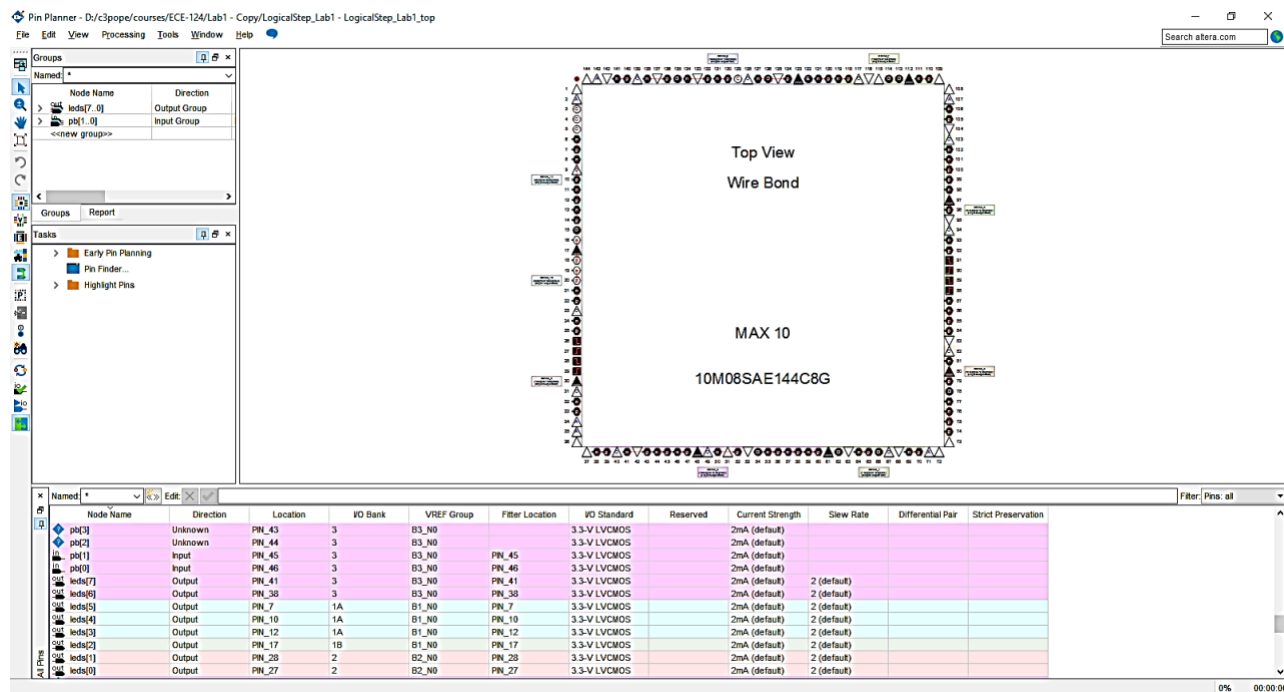 Pin Planner - D:/c3pope/courses/ECE-124/Lab1 - Copy/LogicalStep_Lab1 - LogicalStep_Lab1_top
File Edit View Processing Tools Window Help
Search altera.com
Groups
Named: *
Node Name Direction
leds[7..0] Output Group
pb[1..0] Input Group
<<new group>>
Groups Report
Tasks
Early Pin Planning
Pin Finder...
Highlight Pins
Top View
Wire Bond
MAX 10
10M08SAE144C8G
Named: * Edit: Filter: Pins: all
Node Name Direction Location I/O Bank VREF Group Fitter Location I/O Standard Reserved Current Strength Slew Rate Differential Pair Strict Preservation
pb[3] Unknown PIN_43 3 B3_N0 3.3-V LVCMOS 2mA (default)
pb[2] Unknown PIN_44 3 B3_N0 3.3-V LVCMOS 2mA (default)
pb[1] Input PIN_45 3 B3_N0 PIN_45 3.3-V LVCMOS 2mA (default)
pb[0] Input PIN_46 3 B3_N0 PIN_46 3.3-V LVCMOS 2mA (default)
leds[7] Output PIN_41 3 B3_N0 PIN_41 3.3-V LVCMOS 2mA (default) 2 (default)
leds[6] Output PIN_38 3 B3_N0 PIN_38 3.3-V LVCMOS 2mA (default) 2 (default)
leds[5] Output PIN_7 1A B1_N0 PIN_7 3.3-V LVCMOS 2mA (default) 2 (default)
leds[4] Output PIN_10 1A B1_N0 PIN_10 3.3-V LVCMOS 2mA (default) 2 (default)
leds[3] Output PIN_12 1A B1_N0 PIN_12 3.3-V LVCMOS 2mA (default) 2 (default)
leds[2] Output PIN_17 1B B1_N0 PIN_17 3.3-V LVCMOS 2mA (default) 2 (default)
leds[1] Output PIN_28 2 B2_N0 PIN_28 3.3-V LVCMOS 2mA (default) 2 (default)
leds[0] Output PIN_27 2 B2_N0 PIN_27 3.3-V LVCMOS 2mA (default) 2 (default)
All Pins
0% 00:00:0